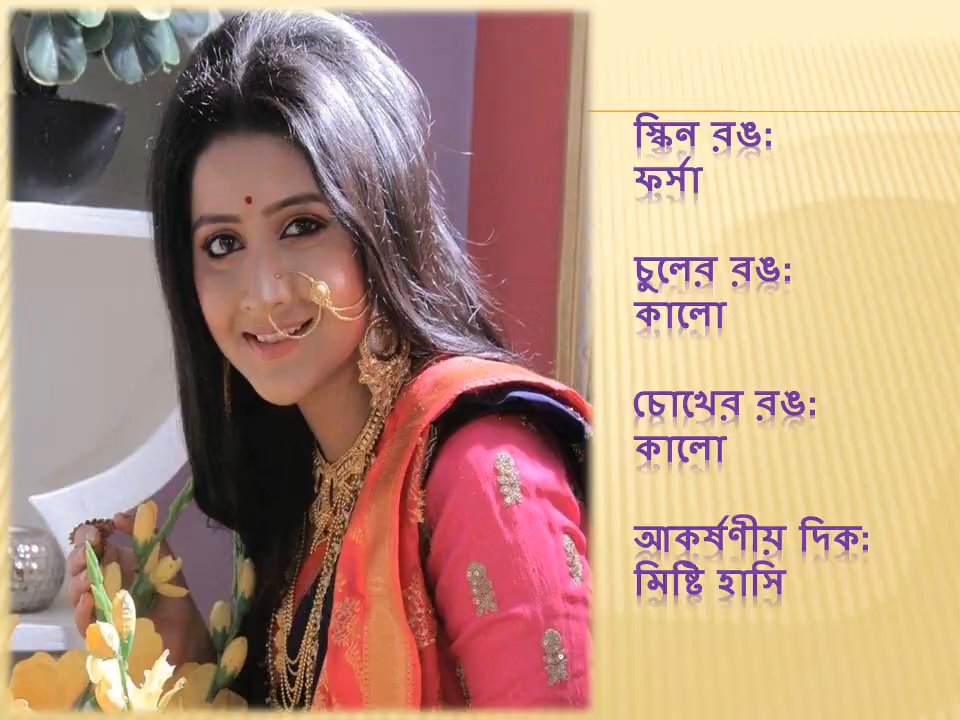 স্কিন রঙ:
ফর্সা
চুলের রঙ:
কালো
চোখের রঙ:
কালো
আকর্ষণীয় দিক:
মিষ্টি হাসি